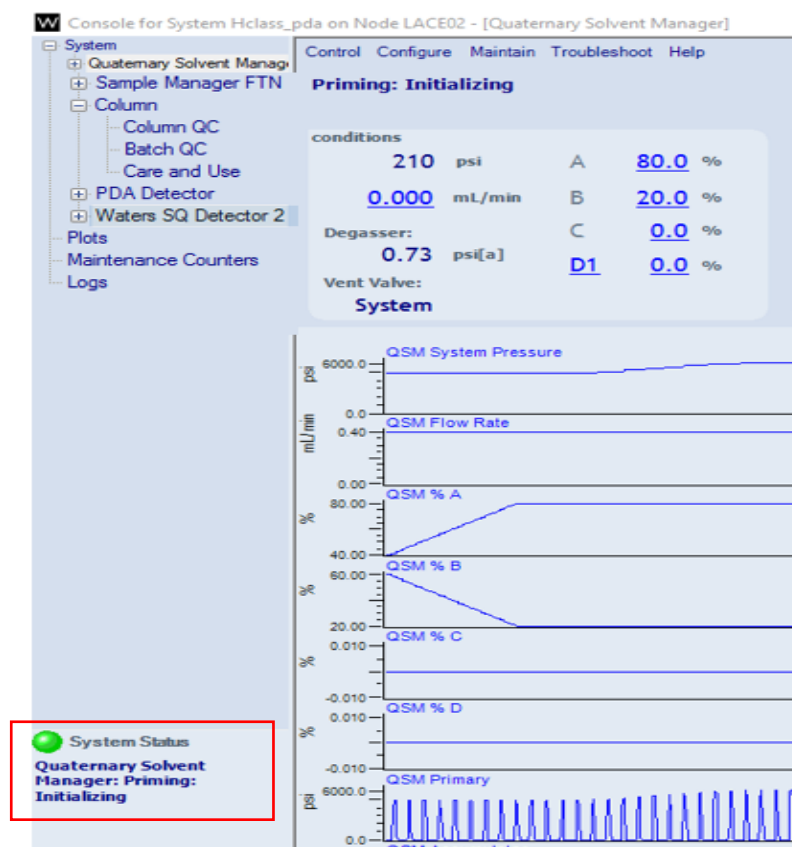 W Console for System Hclass_pda on Node LACE02 - [Quaternary Solvent Manager]
System
Quaternary Solvent Manag
Sample Manager FTN
Column
Column QC
Batch QC
Care and Use
PDA Detector
Waters SQ Detector 2
Plots
Maintenance Counters
Logs
Control Configure Maintain Troubleshoot Help
Priming: Initializing
conditions
210 psi A 80.0 %
0.000 mL/min B 20.0 %
Degasser: C 0.0 %
0.73 psi[a] D1 0.0 %
Vent Valve:
System
QSM System Pressure
psi
6000.0
0.0
QSM Flow Rate
mL/min
0.40
0.00
QSM % A
%
80.00
40.00
QSM % B
%
60.00
20.00
QSM % C
%
0.010
-0.010
QSM % D
%
0.010
-0.010
QSM Primary
psi
6000.0
0.0
System Status
Quaternary Solvent
Manager: Priming:
Initializing